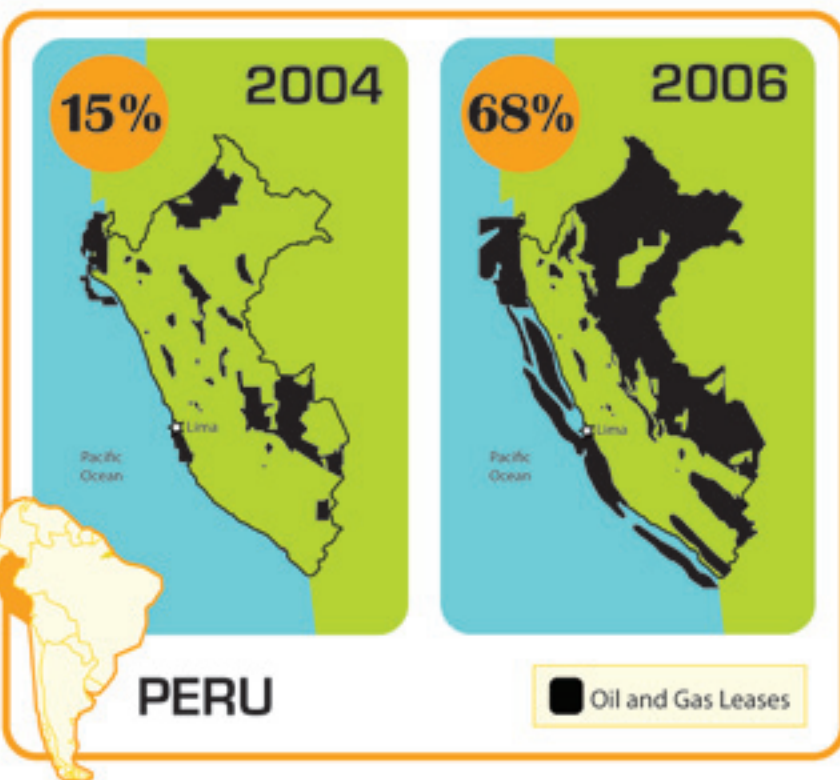 15%
2004
Lima
Pacific
Ocean
68%
2006
Lima
Pacific
Ocean
PERU
Oil and Gas Leases